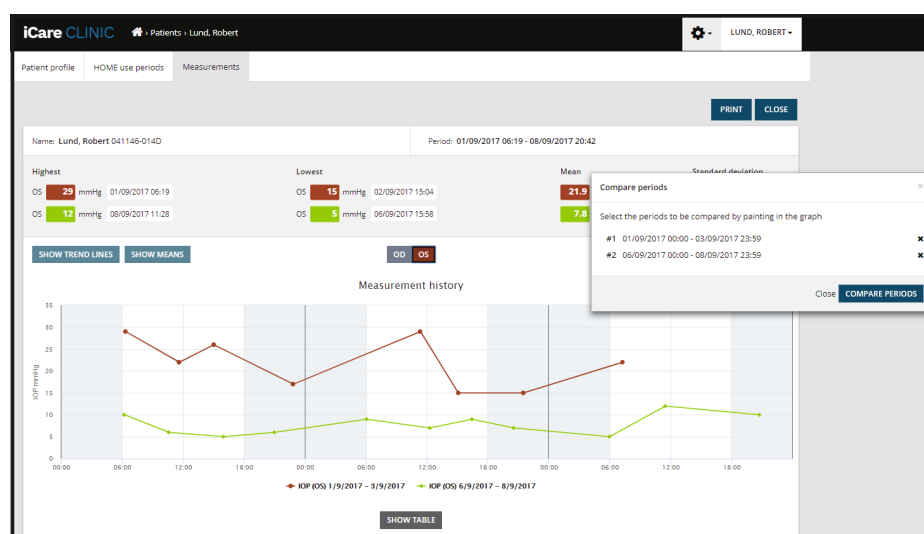 iCare CLINIC › Patients › Lund, Robert LUND, ROBERT
Patient profile HOME use periods Measurements
PRINT CLOSE
Name: Lund, Robert 041146-014D Period: 01/09/2017 06:19 - 08/09/2017 20:42
Highest Lowest Mean Standard deviation
OS 29 mmHg 01/09/2017 06:19 OS 15 mmHg 02/09/2017 15:04 21.9
OS 12 mmHg 08/09/2017 11:28 OS 5 mmHg 06/09/2017 15:58 7.8
Compare periods ×
Select the periods to be compared by painting in the graph
#1 01/09/2017 00:00 - 03/09/2017 23:59 ×
#2 06/09/2017 00:00 - 08/09/2017 23:59 ×
Close COMPARE PERIODS
SHOW TREND LINES SHOW MEANS OD OS
Measurement history
IOP mmHg
35
30
25
20
15
10
5
0
00:00 06:00 12:00 18:00 00:00 06:00 12:00 18:00 00:00 06:00 12:00 18:00
IOP (OS) 1/9/2017 – 3/9/2017 IOP (OS) 6/9/2017 – 8/9/2017
SHOW TABLE